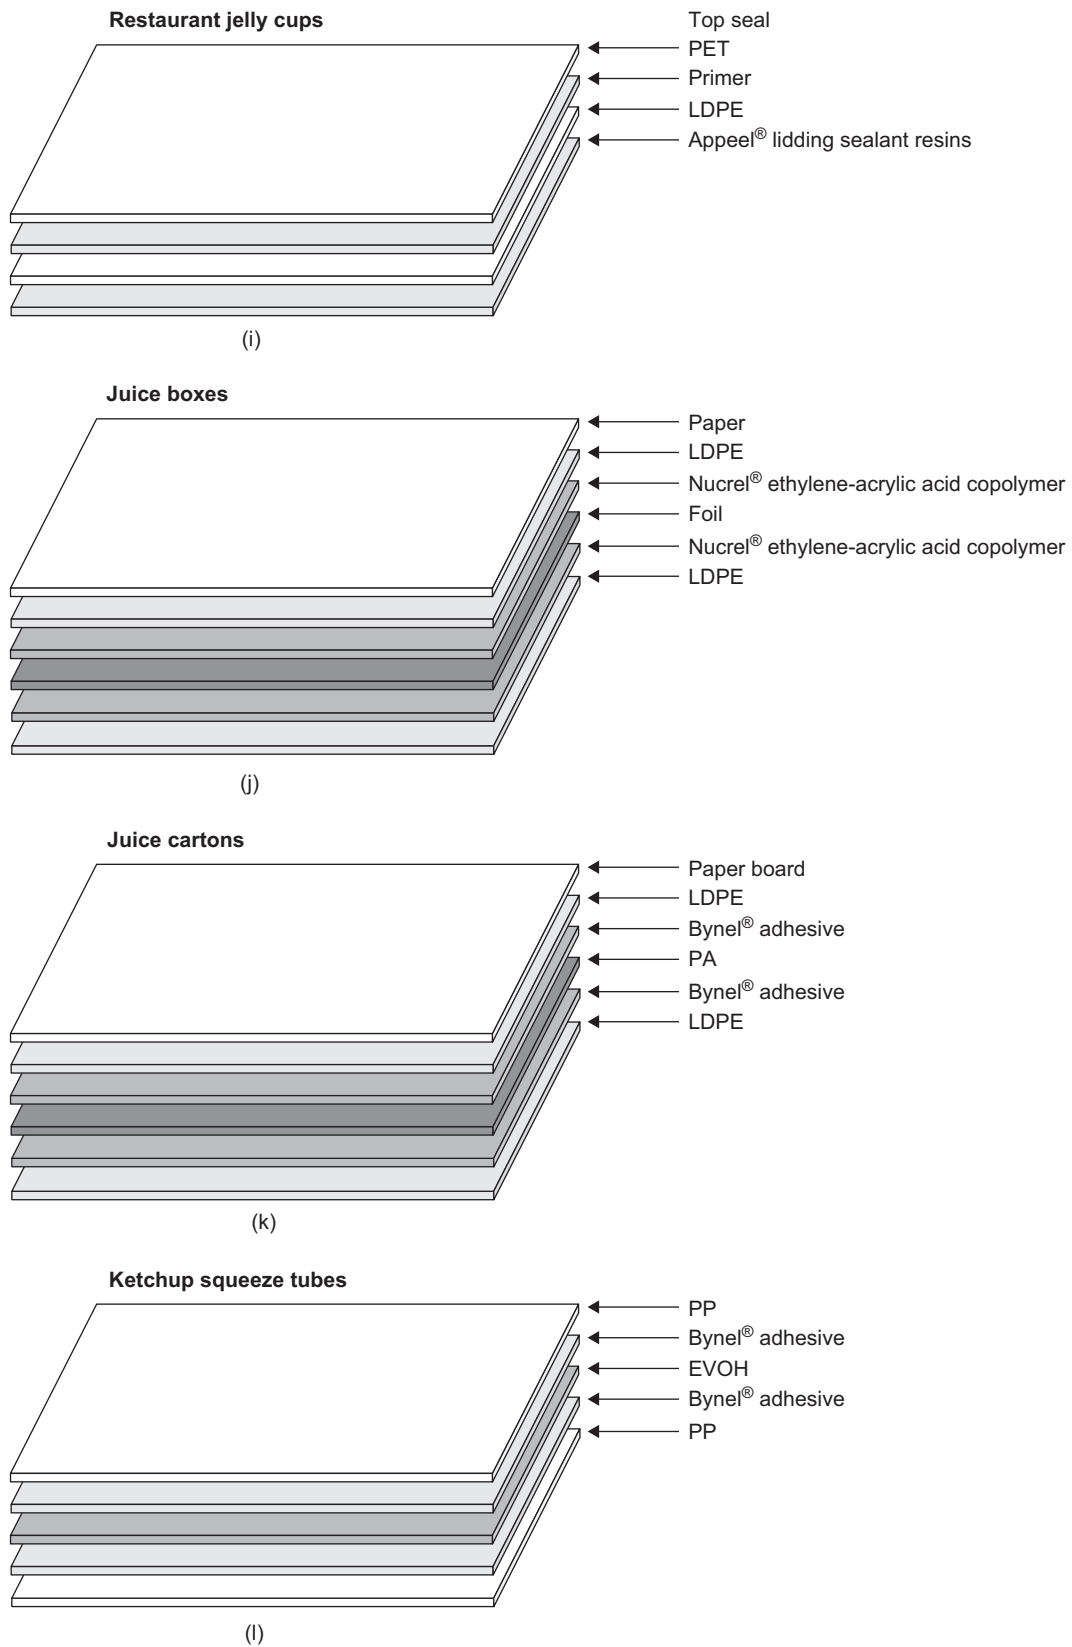 Restaurant jelly cups
Top seal
PET
Primer
LDPE
Appeel® lidding sealant resins
(i)
Juice boxes
Paper
LDPE
Nucrel® ethylene-acrylic acid copolymer
Foil
Nucrel® ethylene-acrylic acid copolymer
LDPE
(j)
Juice cartons
Paper board
LDPE
Bynel® adhesive
PA
Bynel® adhesive
LDPE
(k)
Ketchup squeeze tubes
PP
Bynel® adhesive
EVOH
Bynel® adhesive
PP
(l)